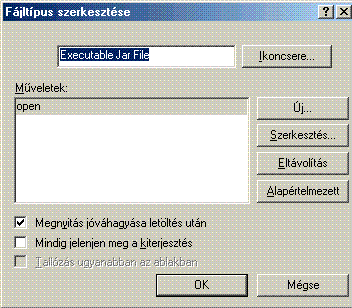 Fájltípus szerkesztése
Executable Jar File
Ikoncsere...
Műveletek:
open
Új...
Szerkesztés...
Eltávolítás
Alapértelmezett
Megnyitás jóváhagyása letöltés után
Mindig jelenjen meg a kiterjesztés
Tallózás ugyanabban az ablakban
OK
Mégse